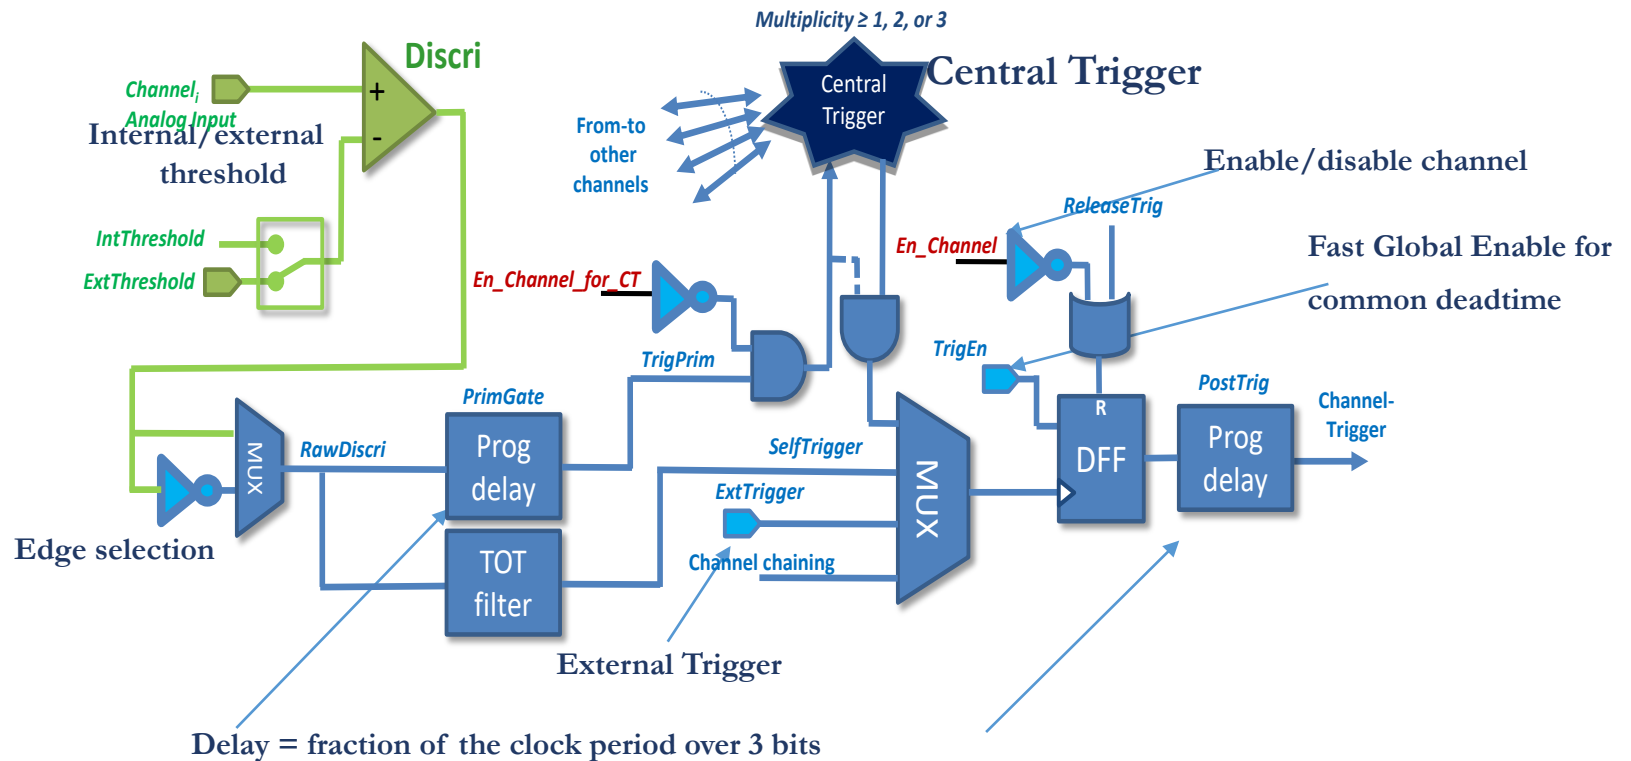 Multiplicity ≥ 1, 2, or 3
Discri
Central Trigger
Central
Trigger
Channel_i
Analog Input
+
-
Internal/external
threshold
From-to
other
channels
Enable/disable channel
ReleaseTrig
IntThreshold
En_Channel
Fast Global Enable for
common deadtime
ExtThreshold
En_Channel_for_CT
TrigPrim
TrigEn
PrimGate
PostTrig
Channel-
Trigger
R
MUX
RawDiscri
Prog
delay
SelfTrigger
MUX
DFF
Prog
delay
ExtTrigger
Edge selection
TOT
filter
Channel chaining
External Trigger
Delay = fraction of the clock period over 3 bits